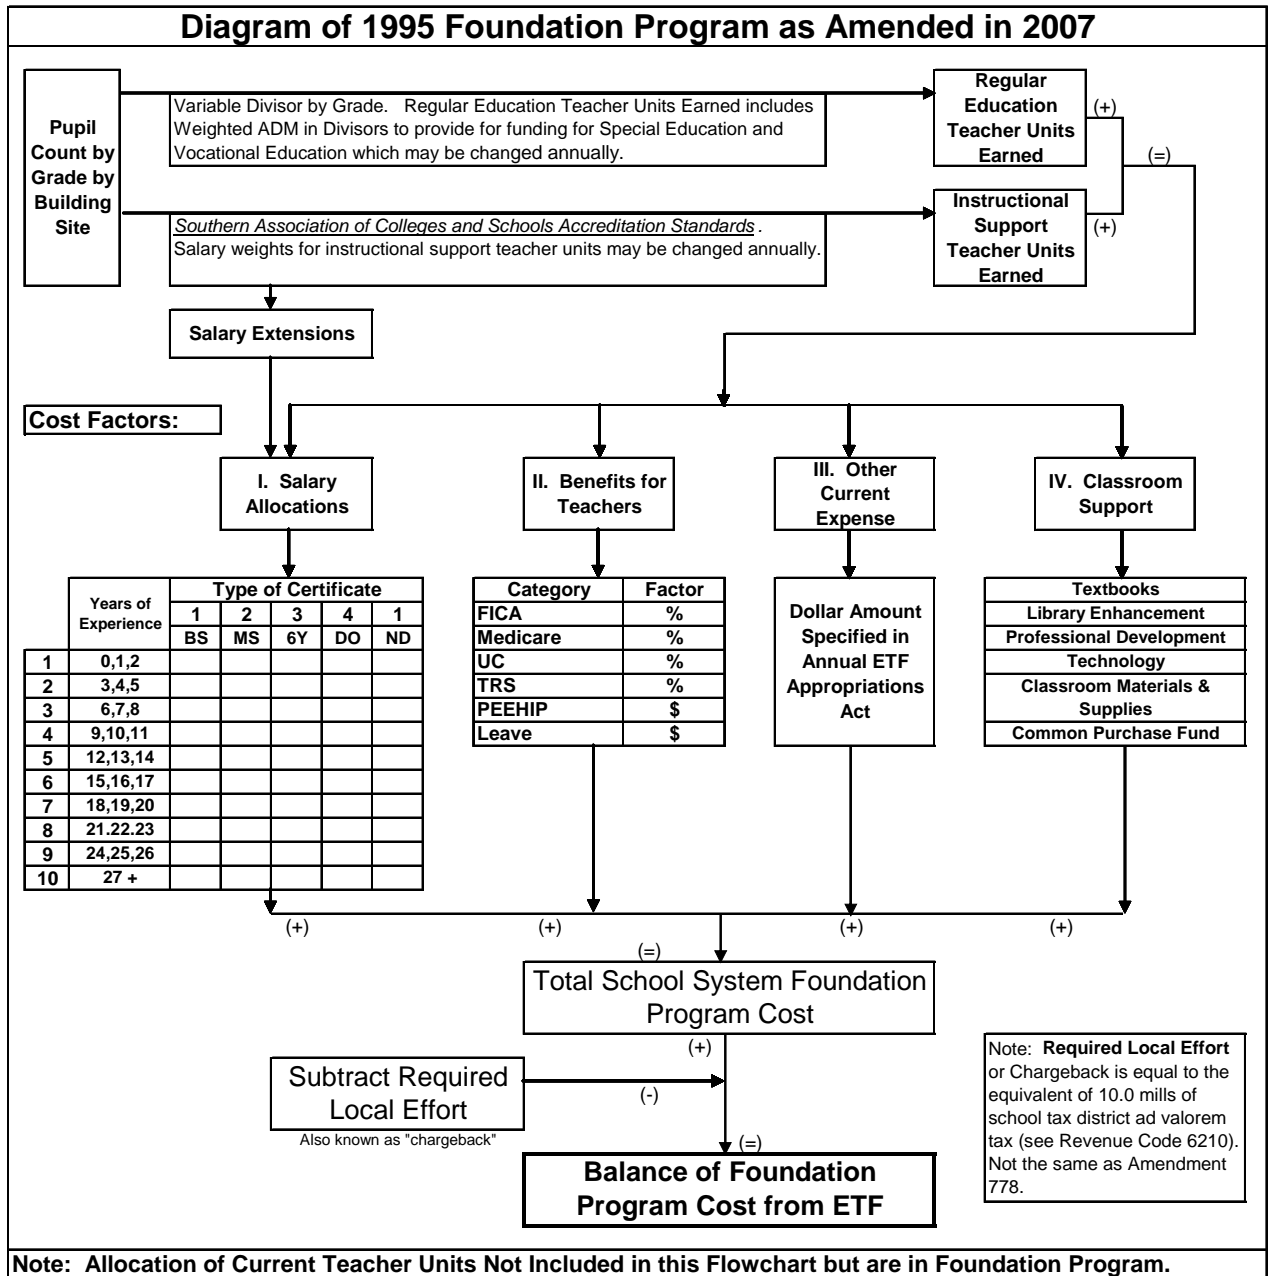 Diagram of 1995 Foundation Program as Amended in 2007
Pupil
Count by
Grade by
Building
Site
Variable Divisor by Grade. Regular Education Teacher Units Earned includes
Weighted ADM in Divisors to provide for funding for Special Education and
Vocational Education which may be changed annually.
Regular
Education
Teacher Units
Earned
(+)
(=)
Southern Association of Colleges and Schools Accreditation Standards .
Salary weights for instructional support teacher units may be changed annually.
Instructional
Support
Teacher Units
Earned
(+)
Salary Extensions
Cost Factors:
I. Salary
Allocations
II. Benefits for
Teachers
III. Other
Current
Expense
IV. Classroom
Support
Years of
Experience
Type of Certificate
1 2 3 4 1
BS MS 6Y DO ND
1 0,1,2
2 3,4,5
3 6,7,8
4 9,10,11
5 12,13,14
6 15,16,17
7 18,19,20
8 21.22.23
9 24,25,26
10 27 +
Category Factor
FICA %
Medicare %
UC %
TRS %
PEEHIP $
Leave $
Dollar Amount
Specified in
Annual ETF
Appropriations
Act
Textbooks
Library Enhancement
Professional Development
Technology
Classroom Materials &
Supplies
Common Purchase Fund
(+) (+) (+) (+)
(=)
Total School System Foundation
Program Cost
(+)
Subtract Required
Local Effort
(-)
Also known as "chargeback"
(=)
Balance of Foundation
Program Cost from ETF
Note: Required Local Effort
or Chargeback is equal to the
equivalent of 10.0 mills of
school tax district ad valorem
tax (see Revenue Code 6210).
Not the same as Amendment
778.
Note: Allocation of Current Teacher Units Not Included in this Flowchart but are in Foundation Program.